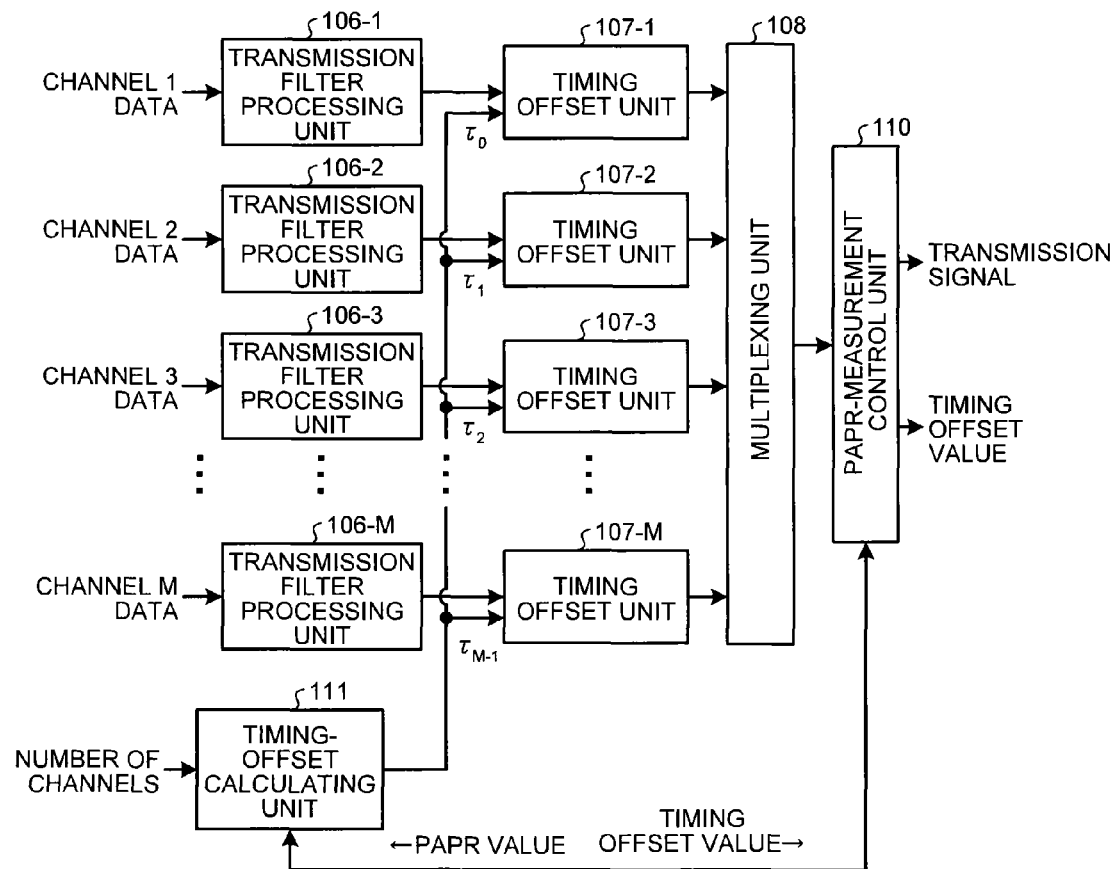 106-1
TRANSMISSION
FILTER
PROCESSING
UNIT
CHANNEL 1
DATA
107-1
TIMING
OFFSET UNIT
τ0
108
MULTIPLEXING UNIT
110
PAPR-MEASUREMENT
CONTROL UNIT
TRANSMISSION
SIGNAL
TIMING
OFFSET
VALUE
106-2
TRANSMISSION
FILTER
PROCESSING
UNIT
CHANNEL 2
DATA
107-2
TIMING
OFFSET UNIT
τ1
106-3
TRANSMISSION
FILTER
PROCESSING
UNIT
CHANNEL 3
DATA
107-3
TIMING
OFFSET UNIT
τ2
106-M
TRANSMISSION
FILTER
PROCESSING
UNIT
CHANNEL M
DATA
107-M
TIMING
OFFSET UNIT
τM-1
111
TIMING-
OFFSET
CALCULATING
UNIT
NUMBER OF
CHANNELS
←PAPR VALUE
TIMING
OFFSET VALUE→